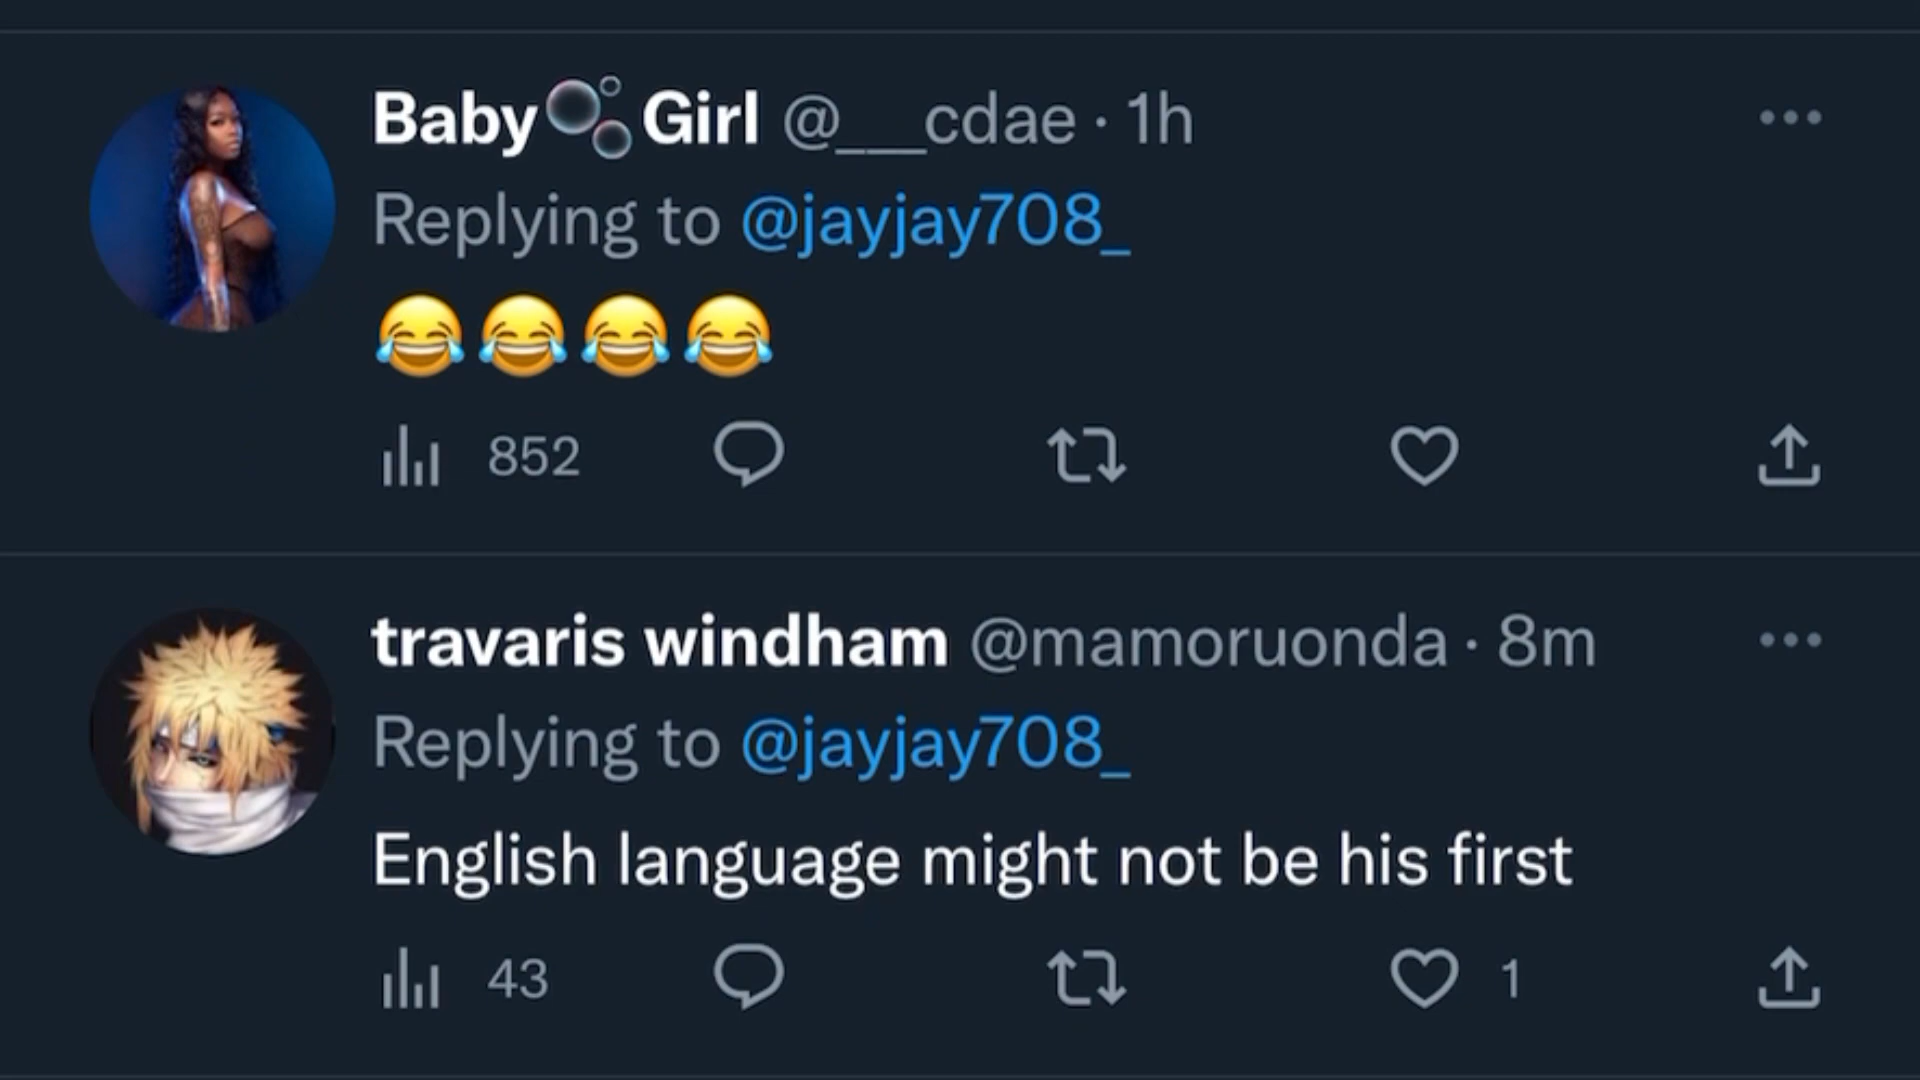 Baby🫧Girl @___cdae · 1h
Replying to @jayjay708_
😂😂😂😂
852
travaris windham @mamoruonda · 8m
Replying to @jayjay708_
English language might not be his first
43 1